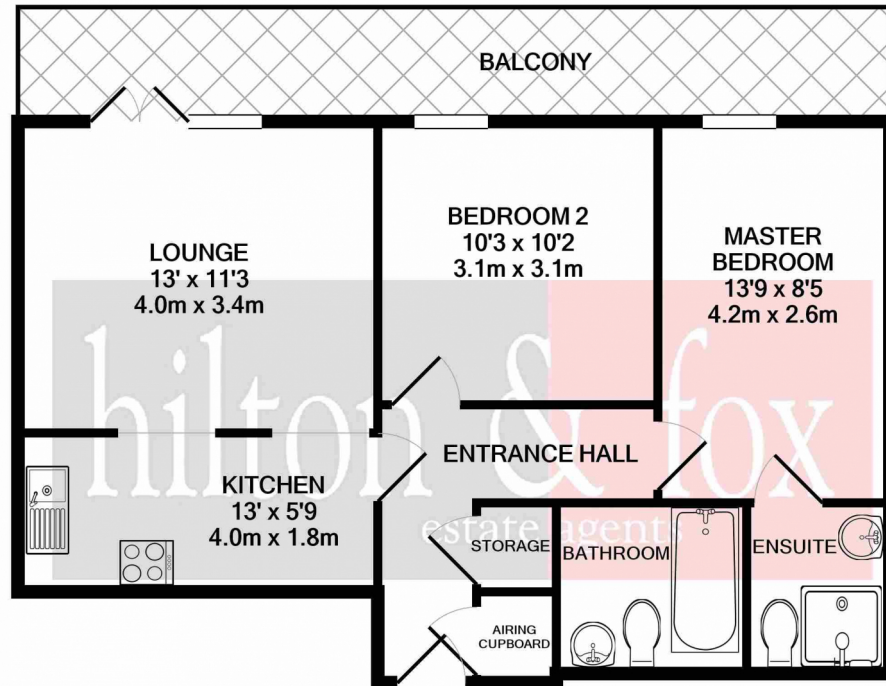 BALCONY
LOUNGE
13' x 11'3
4.0m x 3.4m
BEDROOM 2
10'3 x 10'2
3.1m x 3.1m
MASTER
BEDROOM
13'9 x 8'5
4.2m x 2.6m
hilton & fox
estate agents
ENTRANCE HALL
KITCHEN
13' x 5'9
4.0m x 1.8m
STORAGE
BATHROOM
ENSUITE
AIRING
CUPBOARD